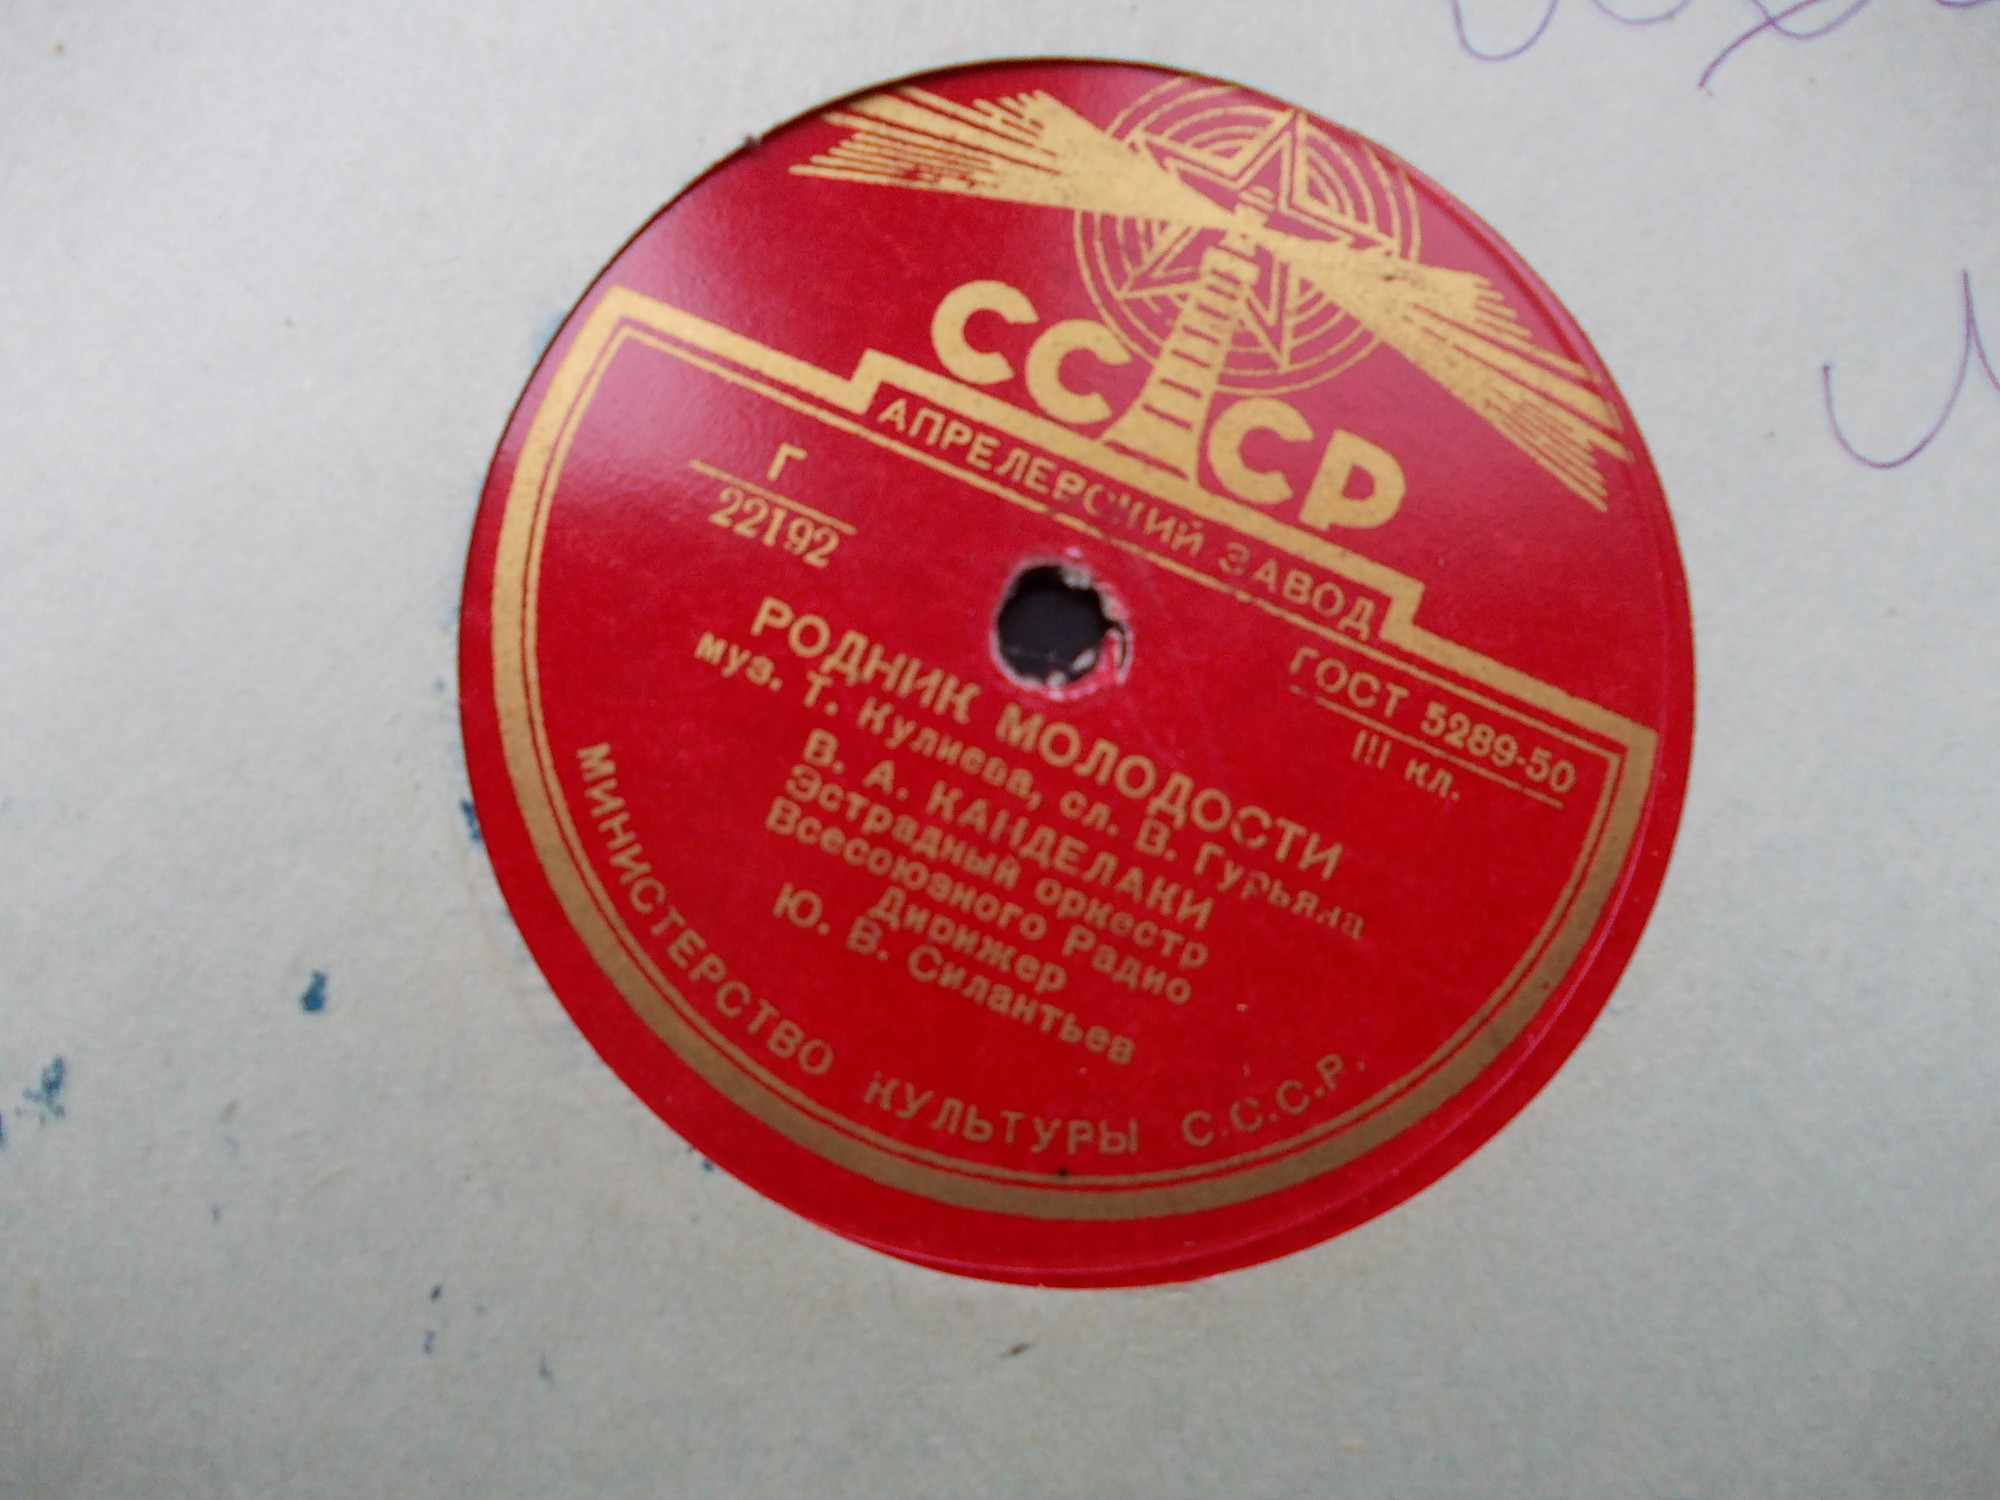 СССР
АПРЕЛЕВСКИЙ ЗАВОД
Г
22192
ГОСТ 5289-50
III кл.
РОДНИК МОЛОДОСТИ
муз. Т. Кулиева, сл. В. Гурьяна
В. А. КАНДЕЛАКИ
Эстрадный оркестр
Всесоюзного Радио
Дирижер
Ю. В. Силантьев
МИНИСТЕРСТВО КУЛЬТУРЫ С.С.С.Р.